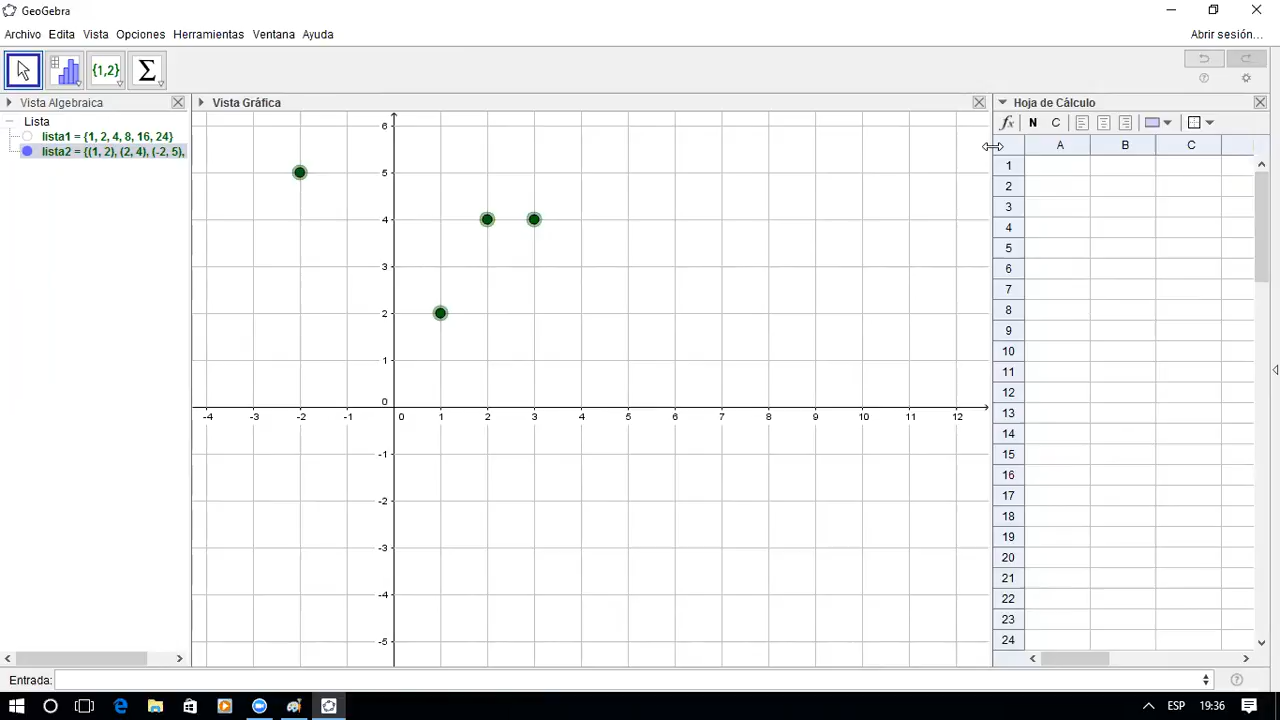 GeoGebra
Archivo Edita Vista Opciones Herramientas Ventana Ayuda
Abrir sesión...
{1,2} Σ
Vista Algebraica
Lista
lista1 = {1, 2, 4, 8, 16, 24}
lista2 = {(1, 2), (2, 4), (-2, 5),
Vista Gráfica
6
5
4
3
2
1
0
-1
-2
-3
-4
-5
-4 -3 -2 -1 0 1 2 3 4 5 6 7 8 9 10 11 12
Hoja de Cálculo
fx N C
A B C
1
2
3
4
5
6
7
8
9
10
11
12
13
14
15
16
17
18
19
20
21
22
23
24
Entrada:
ESP 19:36